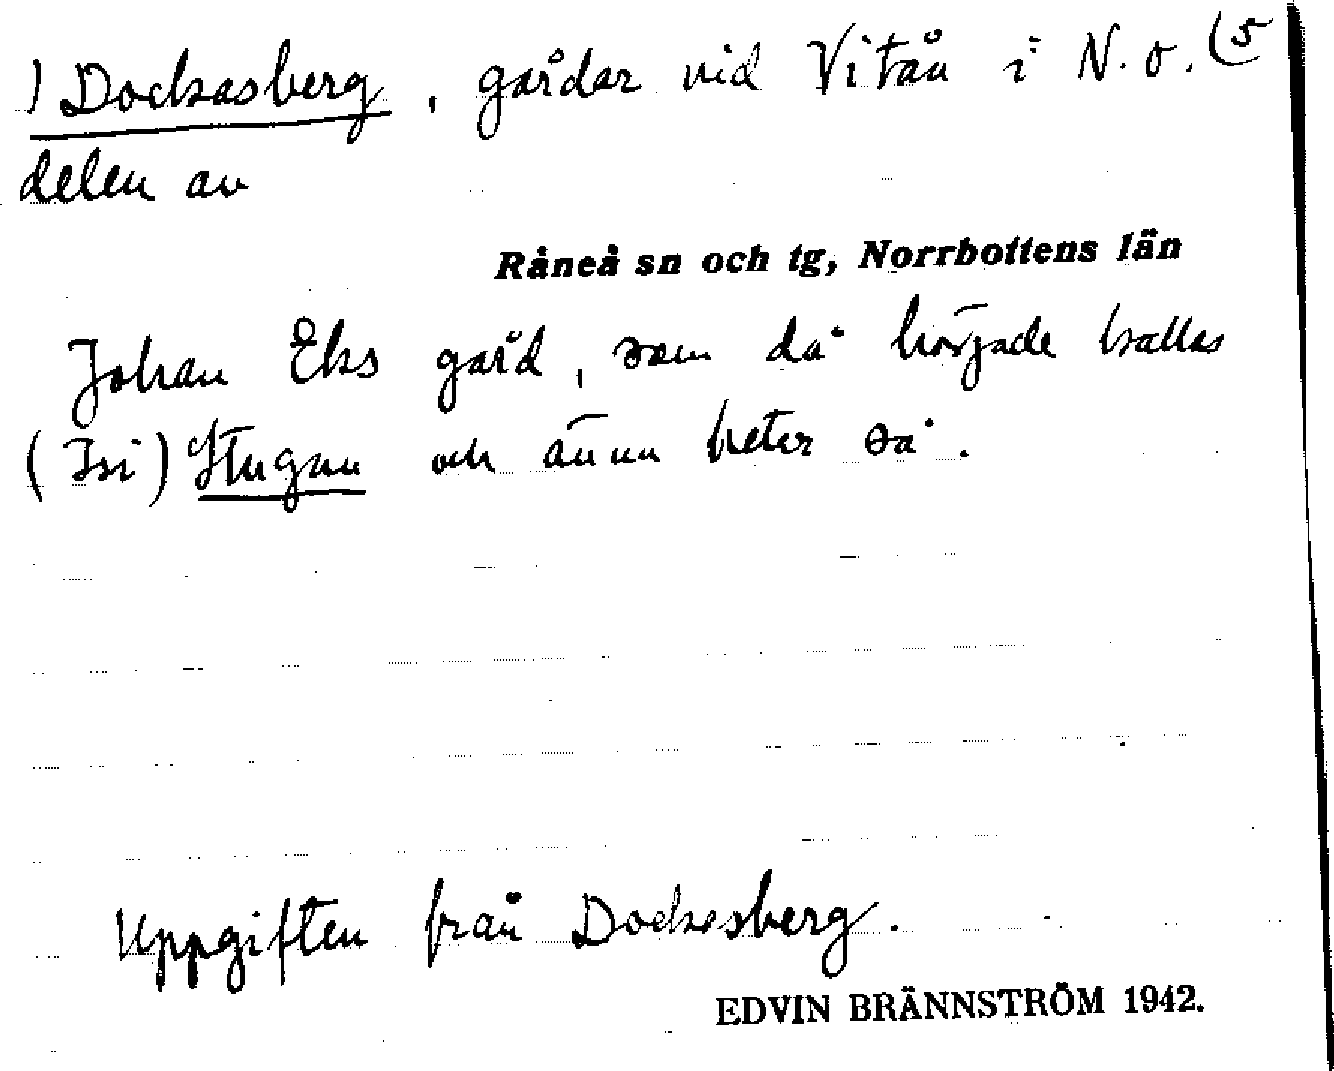 ) Dockasberg, gårdar vid Vitån i N.O. (5
delen av
Råneå sn och tg, Norrbottens län
Johan Eks gård, som då började kallas
( Isi) Stugan och ännu heter så.
Uppgiften från Dockasberg.
EDVIN BRÄNNSTRÖM 1942.